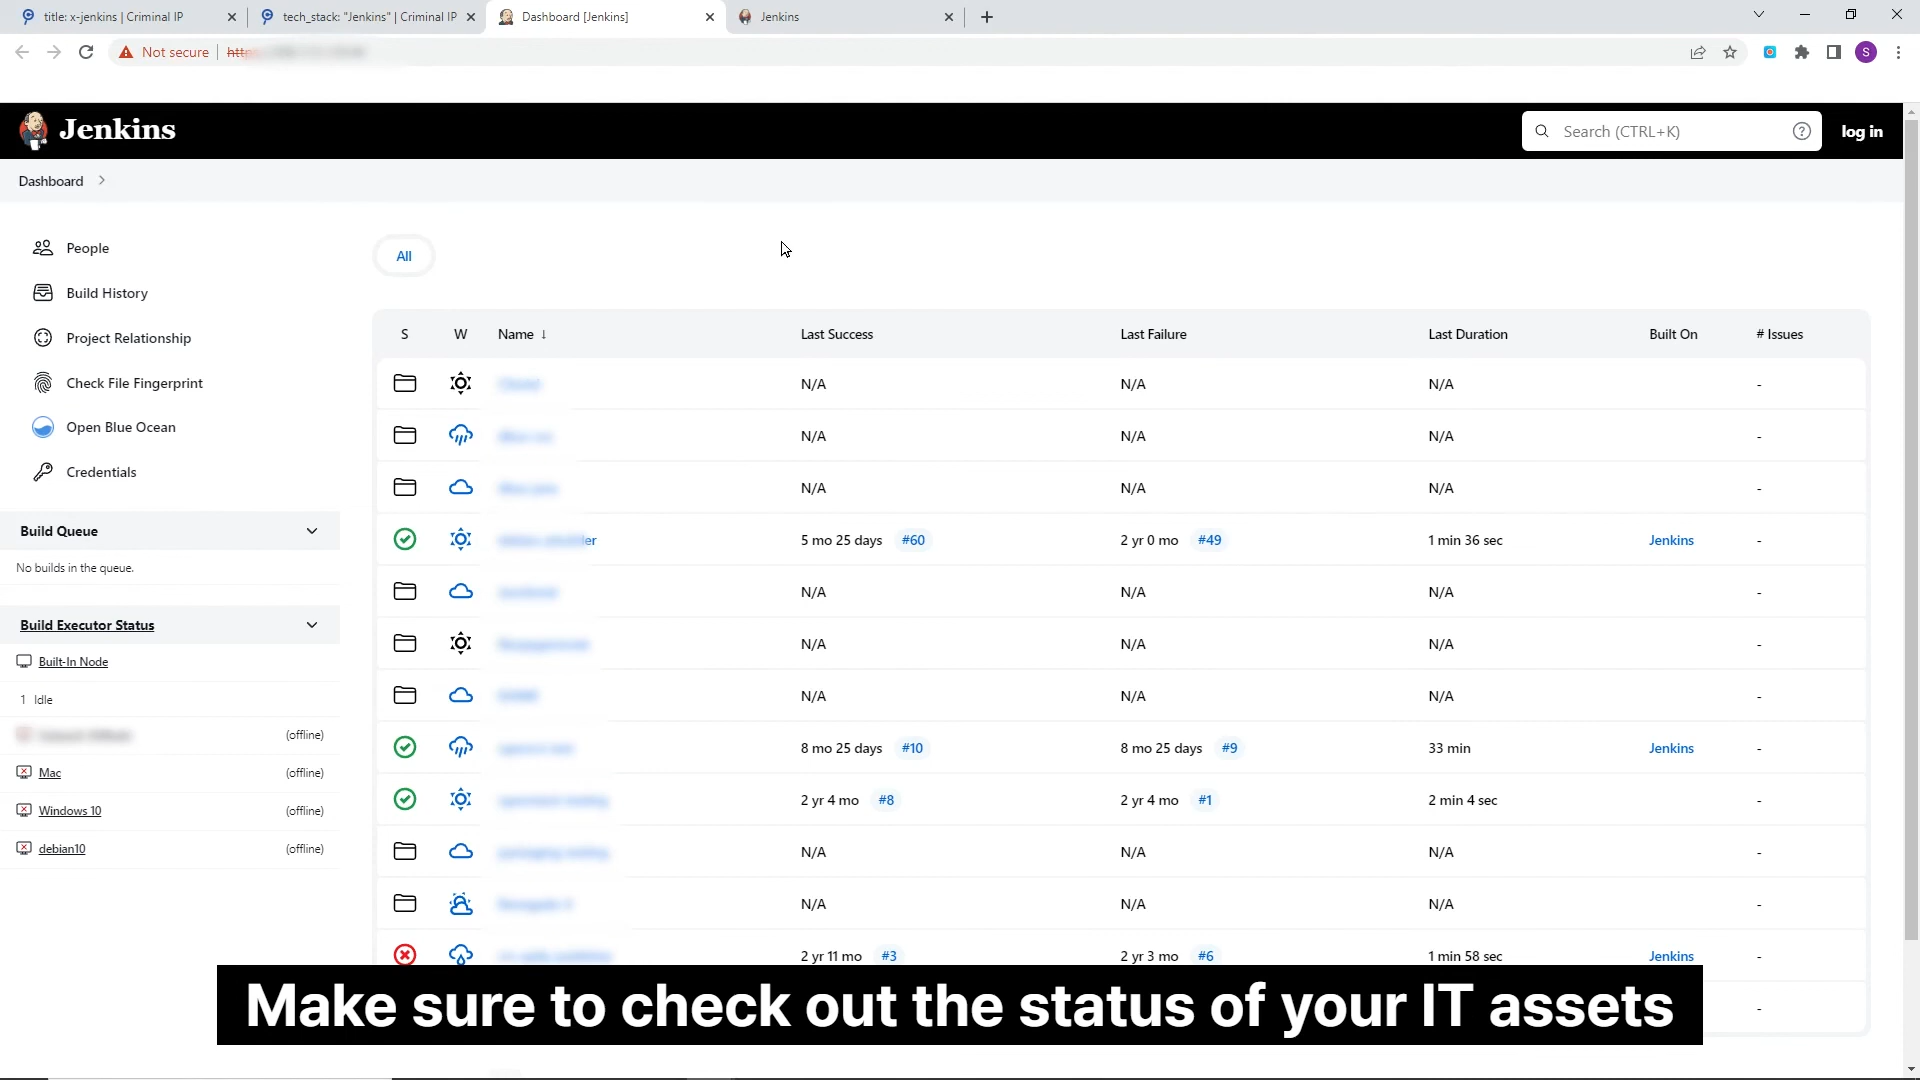 title: x-jenkins | Criminal IP
tech_stack: "Jenkins" | Criminal IP
Dashboard [Jenkins]
Jenkins
Not secure
S
Jenkins
Search (CTRL+K)
log in
Dashboard
People
Build History
Project Relationship
Check File Fingerprint
Open Blue Ocean
Credentials
Build Queue
No builds in the queue.
Build Executor Status
Built-In Node
1 Idle
(offline)
Mac (offline)
Windows 10 (offline)
debian10 (offline)
All
S W Name ↓ Last Success Last Failure Last Duration Built On # Issues
N/A N/A N/A -
N/A N/A N/A -
N/A N/A N/A -
5 mo 25 days #60 2 yr 0 mo #49 1 min 36 sec Jenkins -
N/A N/A N/A -
N/A N/A N/A -
N/A N/A N/A -
8 mo 25 days #10 8 mo 25 days #9 33 min Jenkins -
2 yr 4 mo #8 2 yr 4 mo #1 2 min 4 sec -
N/A N/A N/A -
N/A N/A N/A -
2 yr 11 mo #3 2 yr 3 mo #6 1 min 58 sec Jenkins -
-
Make sure to check out the status of your IT assets